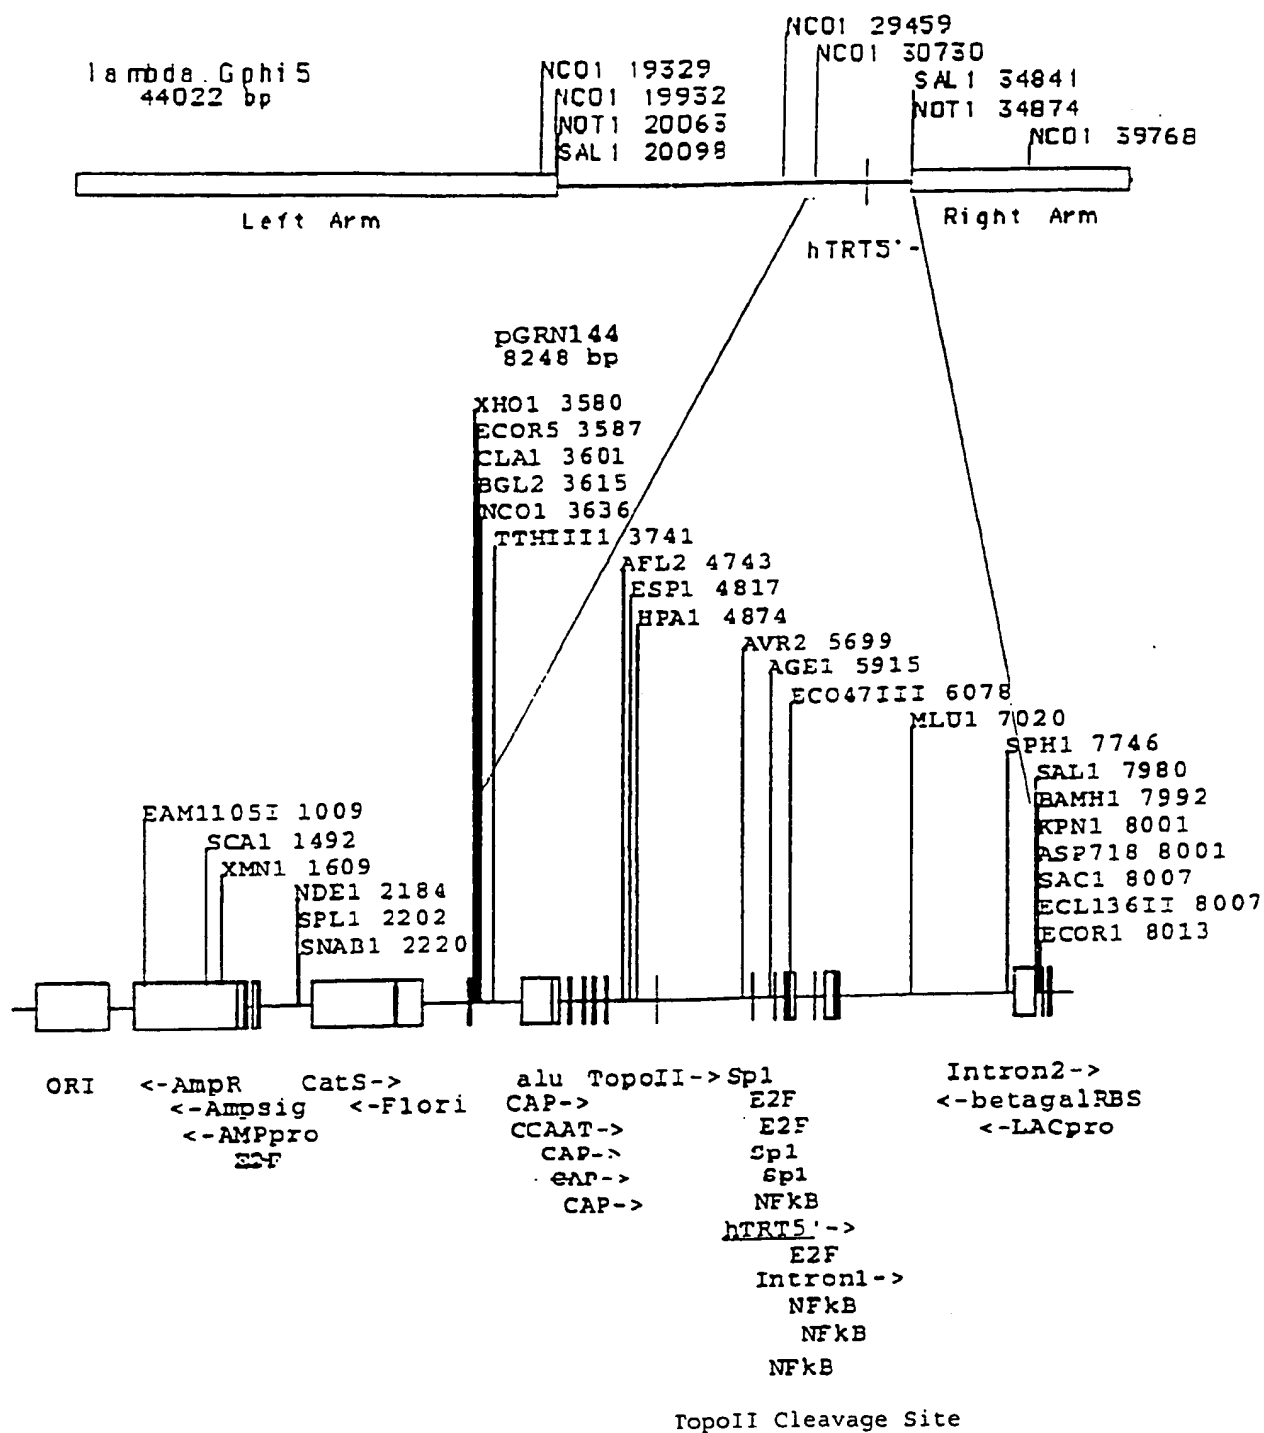 lambda.Gphi5
44022 bp
NCO1 19329
NCO1 19932
NOT1 20063
SAL1 20098
NCO1 29459
NCO1 30730
SAL1 34841
NOT1 34874
NCO1 39768
Left Arm
Right Arm
hTRT5'-
pGRN144
8248 bp
XHO1 3580
ECOR5 3587
CLA1 3601
BGL2 3615
NCO1 3636
TTHIII1 3741
AFL2 4743
ESP1 4817
HPA1 4874
AVR2 5699
AGE1 5915
ECO47III 6078
MLU1 7020
SPH1 7746
SAL1 7980
BAMH1 7992
KPN1 8001
ASP718 8001
SAC1 8007
ECL136II 8007
ECOR1 8013
EAM1105I 1009
SCA1 1492
XMN1 1609
NDE1 2184
SPL1 2202
SNAB1 2220
ORI
<-AmpR
<-Ampsig
<-AMPpro
E2F
CatS->
<-F1ori
alu TopoII->Sp1
CAP->
CCAAT->
CAP->
CAP->
CAP->
E2F
E2F
Sp1
Sp1
NFkB
hTRT5'->
E2F
Intron1->
NFkB
NFkB
NFkB
Intron2->
<-betagalRBS
<-LACpro
TopoII Cleavage Site